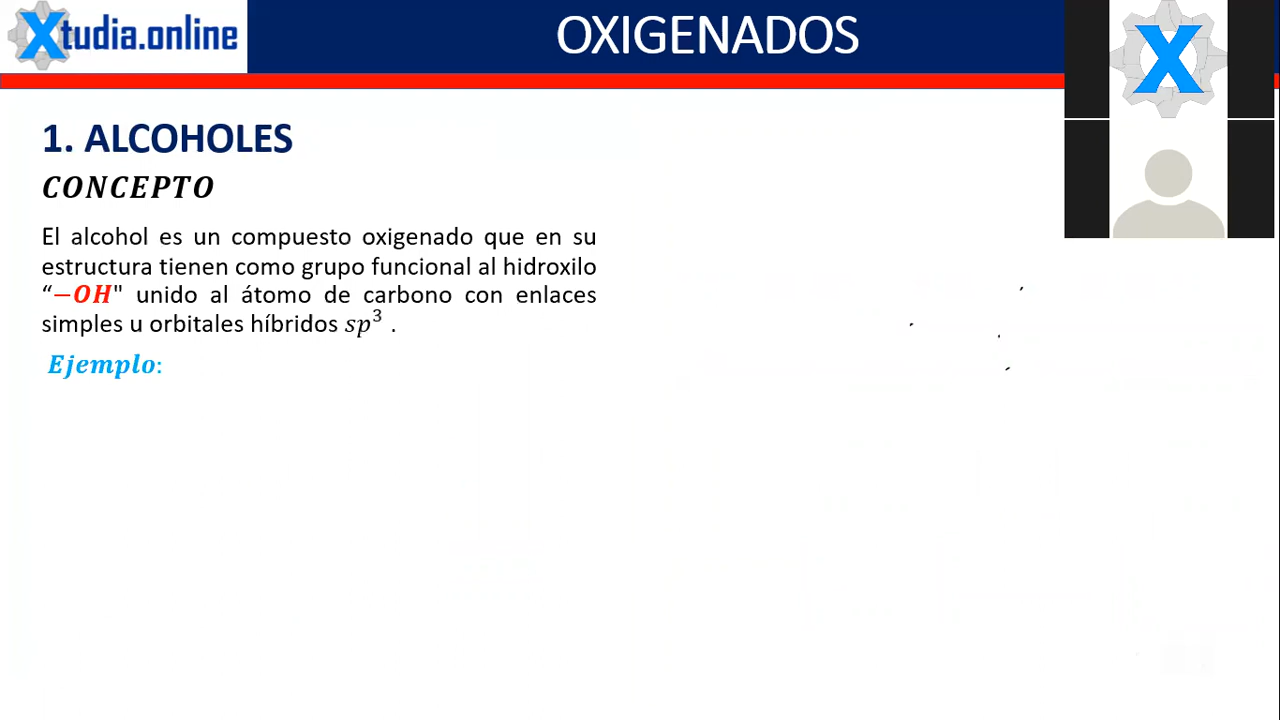 Xtudia.online
OXIGENADOS
X
1. ALCOHOLES
CONCEPTO
El alcohol es un compuesto oxigenado que en su
estructura tienen como grupo funcional al hidroxilo
“−OH" unido al átomo de carbono con enlaces
simples u orbitales híbridos sp³ .
Ejemplo: